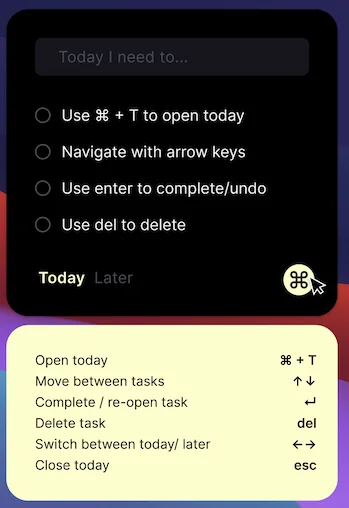 Today I need to...
Use ⌘ + T to open today
Navigate with arrow keys
Use enter to complete/undo
Use del to delete
Today Later ⌘
Open today ⌘ + T
Move between tasks ↑↓
Complete / re-open task ↵
Delete task del
Switch between today/ later ←→
Close today esc